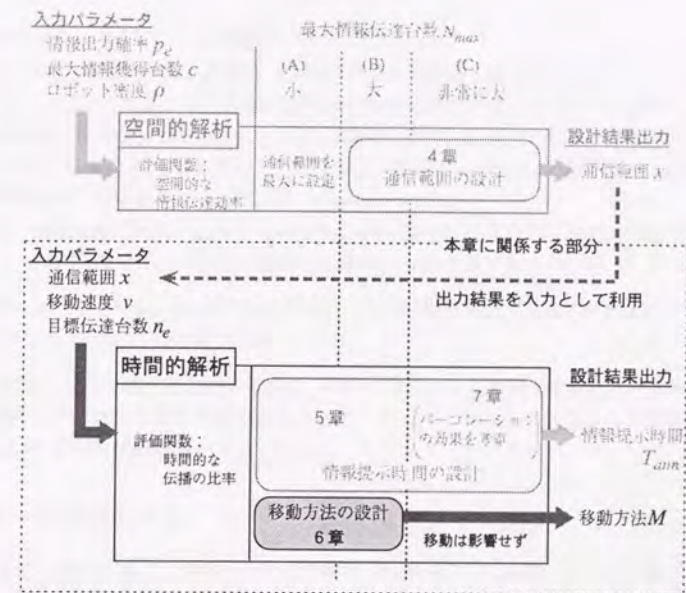 入力パラメータ
情報出力確率 p_e
最大情報獲得台数 c
ロボット密度 ρ
最大情報伝達台数 N_max
(A)
小
(B)
大
(C)
非常に大
空間的解析
評価関数：
空間的な
情報伝達効率
通信範囲を
最大に設定
4章
通信範囲の設計
設計結果出力
通信範囲 x
本章に関係する部分
出力結果を入力として利用
入力パラメータ
通信範囲 x
移動速度 v
目標伝達台数 n_e
時間的解析
評価関数：
時間的な
伝播の比率
5章
7章
パーコレーション
の効果を考慮
情報提示時間の設計
移動方法の設計
6章
移動は影響せず
設計結果出力
情報提示時間
T_ann
移動方法M